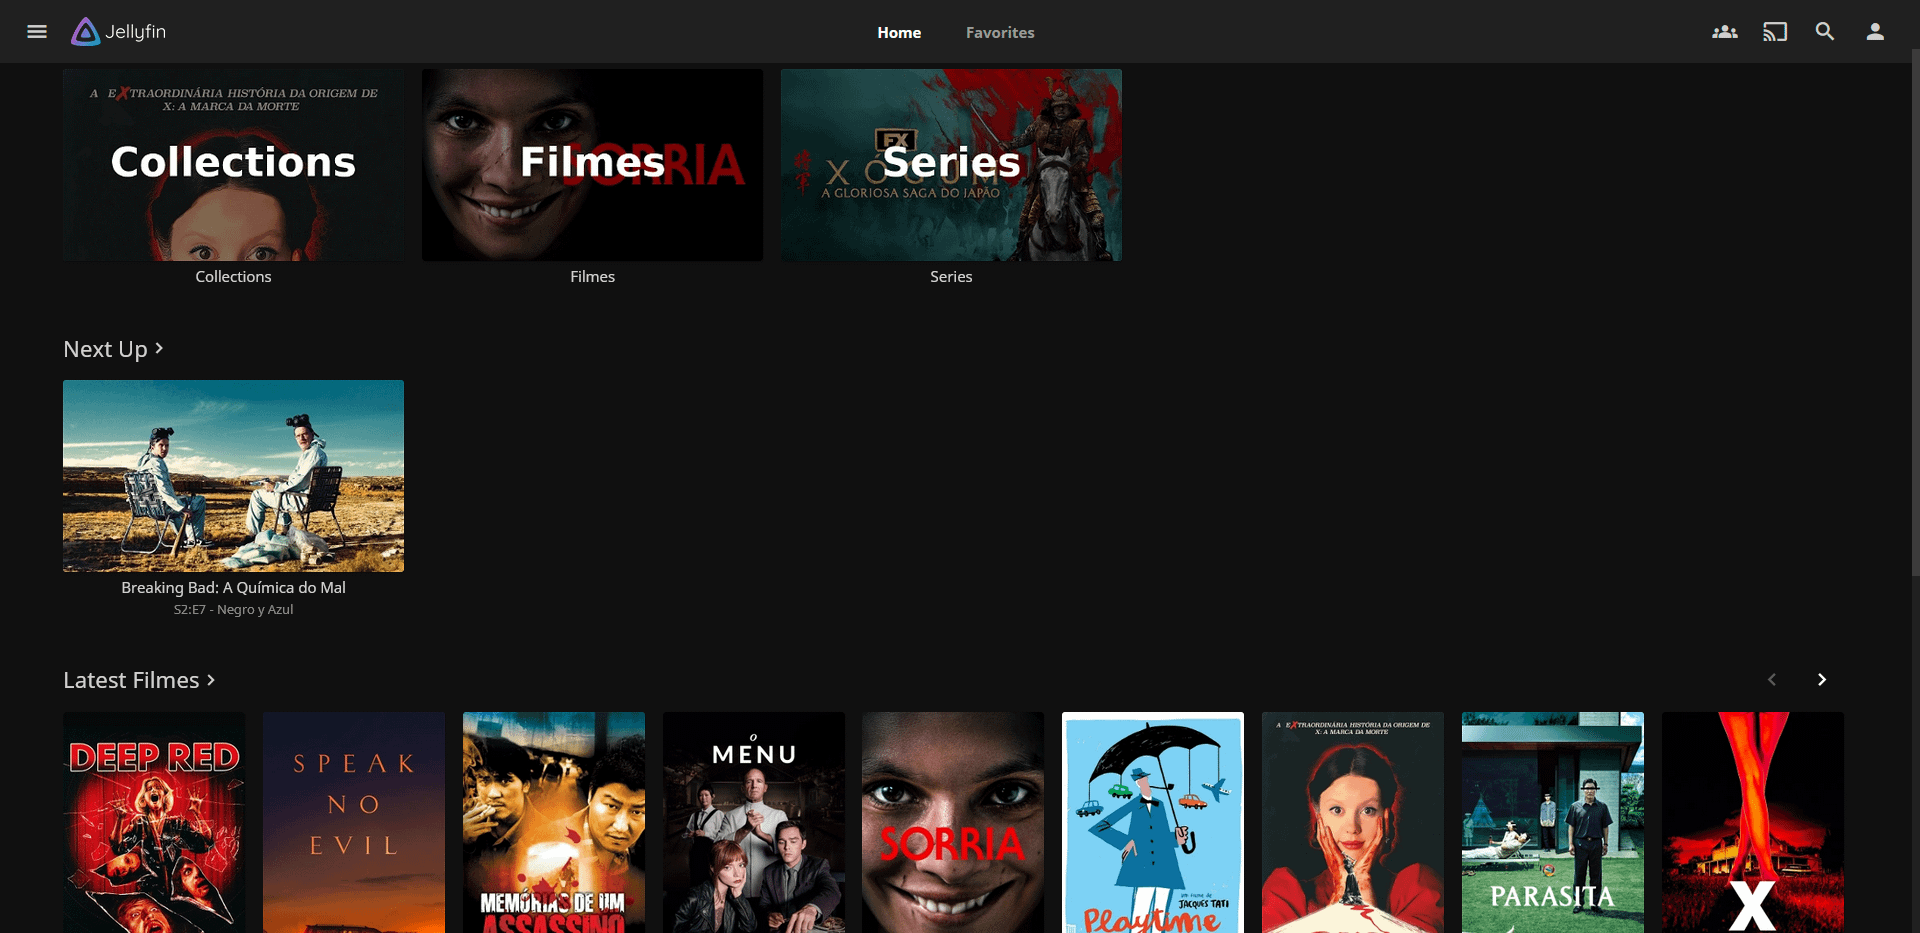 Jellyfin
Home
Favorites
A EXTRAORDINÁRIA HISTÓRIA DA ORIGEM DE
X: A MARCA DA MORTE
Collections
SORRIA
Filmes
FX
XÓGUM
A GLORIOSA SAGA DO JAPÃO
Series
Collections
Filmes
Series
Next Up
Breaking Bad: A Química do Mal
S2:E7 - Negro y Azul
Latest Filmes
DEEP RED
SPEAK
NO
EVIL
MEMÓRIAS DE UM
ASSASSINO
O
MENU
SORRIA
um filme de
JACQUES TATI
Playtime
A EXTRAORDINÁRIA HISTÓRIA DA ORIGEM DE
X: A MARCA DA MORTE
PARASITA
X